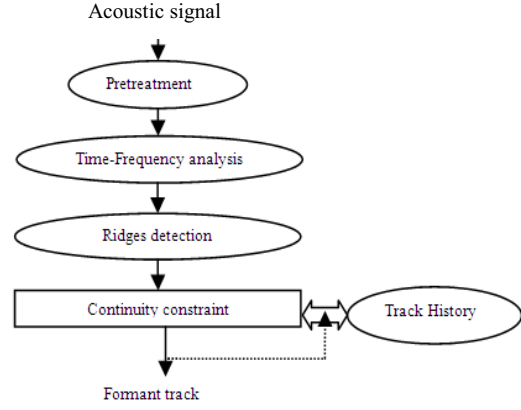 Acoustic signal
Pretreatment
Time-Frequency analysis
Ridges detection
Continuity constraint
Track History
Formant track